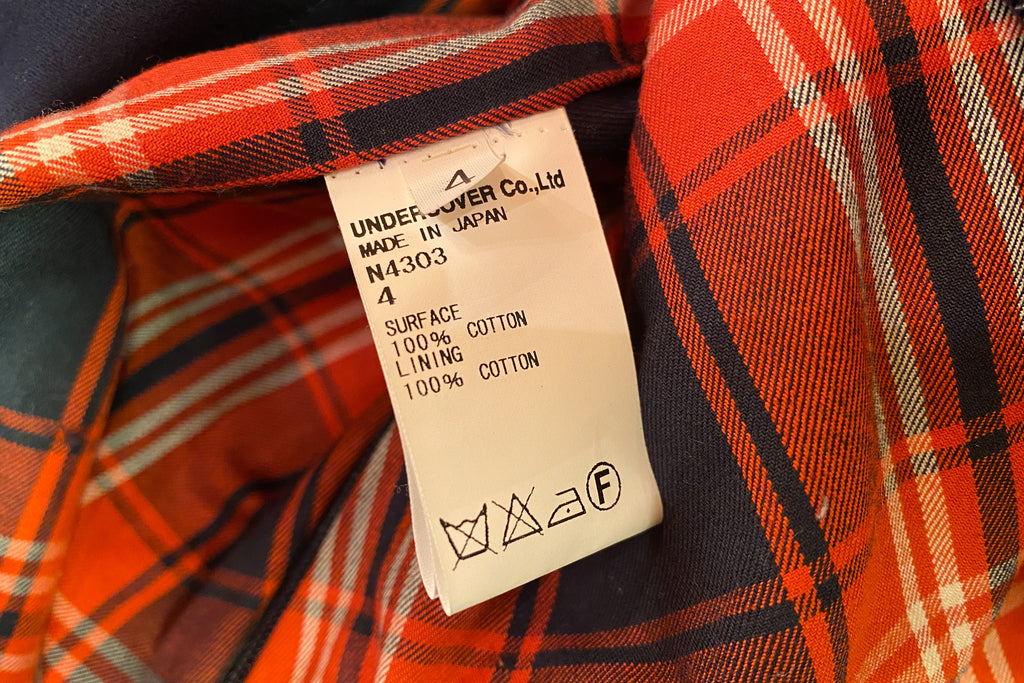 4
UNDERCOVER Co.,Ltd
MADE IN JAPAN
N4303
4
SURFACE
100% COTTON
LINING
100% COTTON
F